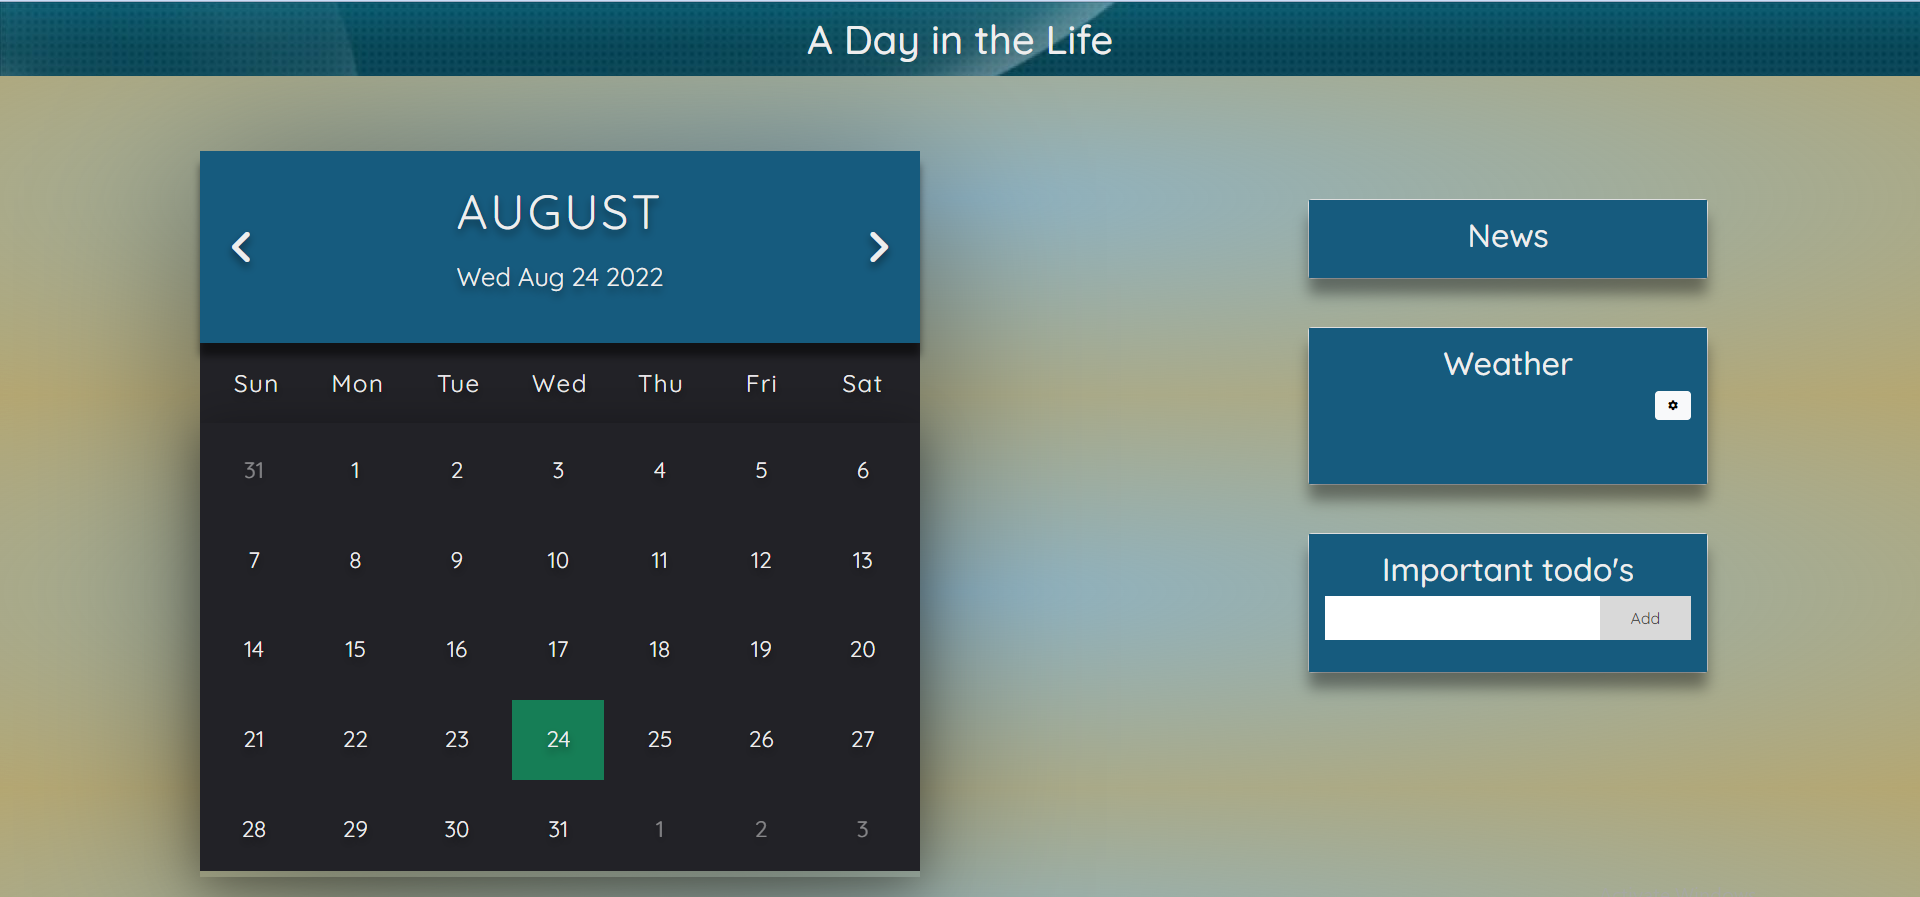 A Day in the Life
AUGUST
Wed Aug 24 2022
Sun Mon Tue Wed Thu Fri Sat
31 1 2 3 4 5 6
7 8 9 10 11 12 13
14 15 16 17 18 19 20
21 22 23 24 25 26 27
28 29 30 31 1 2 3
News
Weather
Important todo's
Add